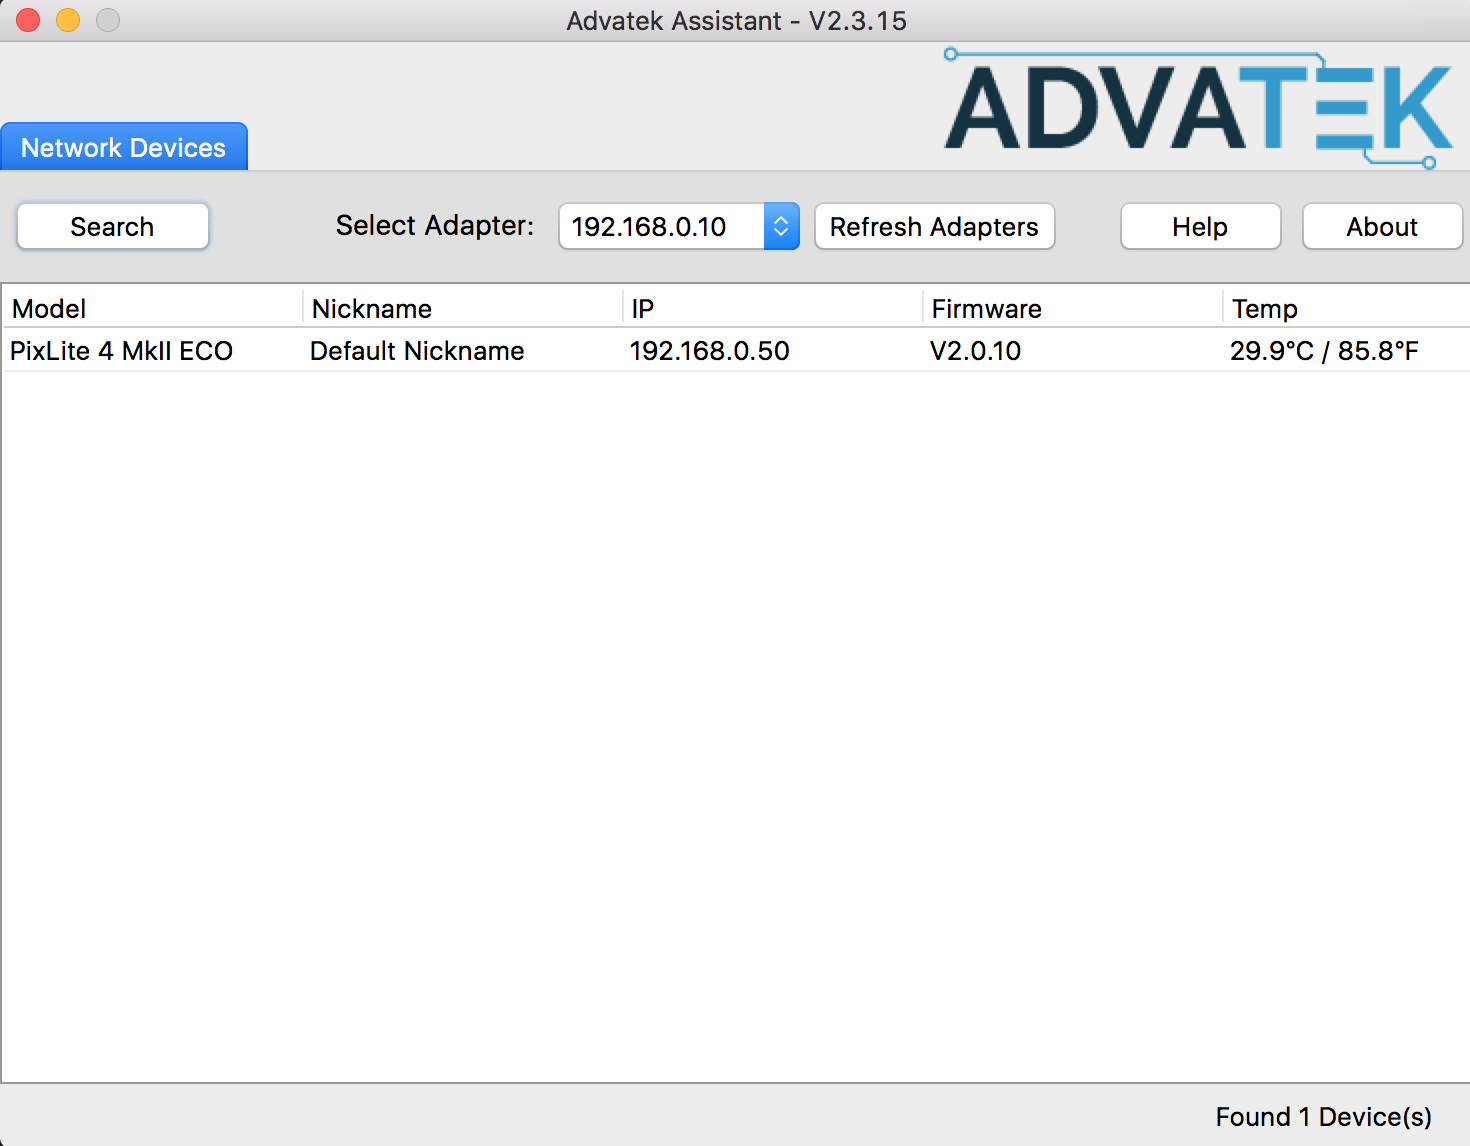 Advatek Assistant - V2.3.15
ADVATEK
Network Devices
Search Select Adapter: 192.168.0.10 Refresh Adapters Help About
Model Nickname IP Firmware Temp
PixLite 4 MkII ECO Default Nickname 192.168.0.50 V2.0.10 29.9°C / 85.8°F
Found 1 Device(s)